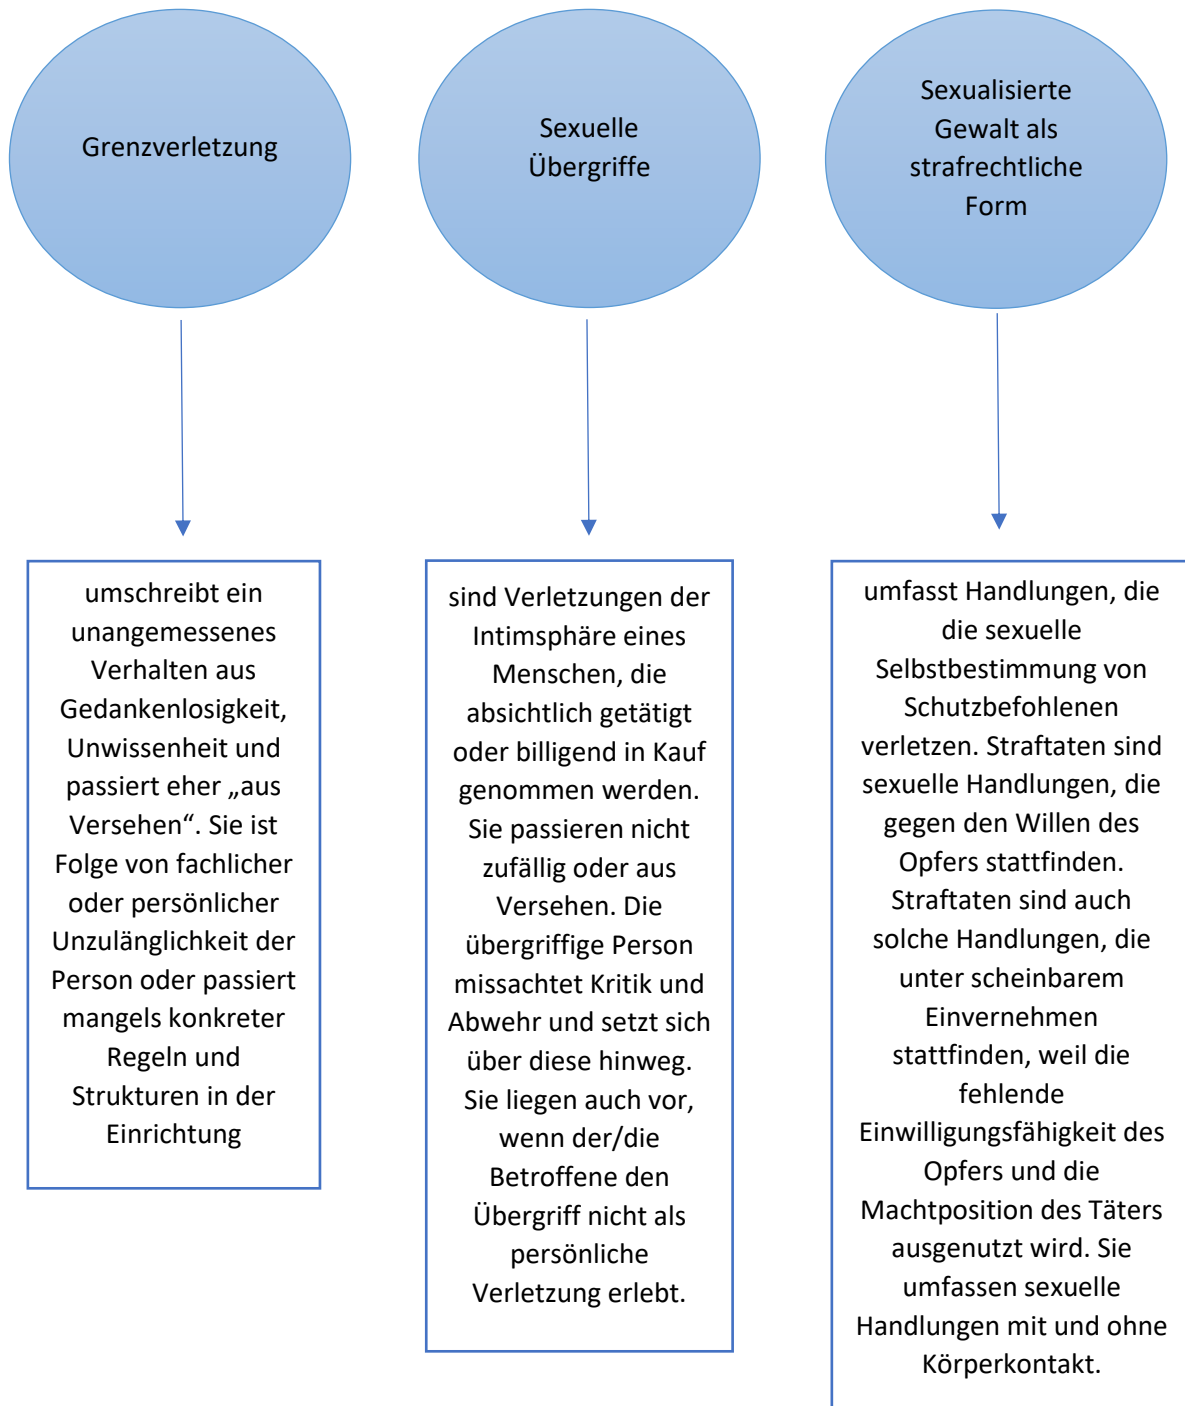 Grenzverletzung
Sexuelle
Übergriffe
Sexualisierte
Gewalt als
strafrechtliche
Form
umschreibt ein
unangemessenes
Verhalten aus
Gedankenlosigkeit,
Unwissenheit und
passiert eher „aus
Versehen“. Sie ist
Folge von fachlicher
oder persönlicher
Unzulänglichkeit der
Person oder passiert
mangels konkreter
Regeln und
Strukturen in der
Einrichtung
sind Verletzungen der
Intimsphäre eines
Menschen, die
absichtlich getätigt
oder billigend in Kauf
genommen werden.
Sie passieren nicht
zufällig oder aus
Versehen. Die
übergriffige Person
missachtet Kritik und
Abwehr und setzt sich
über diese hinweg.
Sie liegen auch vor,
wenn der/die
Betroffene den
Übergriff nicht als
persönliche
Verletzung erlebt.
umfasst Handlungen, die
die sexuelle
Selbstbestimmung von
Schutzbefohlenen
verletzen. Straftaten sind
sexuelle Handlungen, die
gegen den Willen des
Opfers stattfinden.
Straftaten sind auch
solche Handlungen, die
unter scheinbarem
Einvernehmen
stattfinden, weil die
fehlende
Einwilligungsfähigkeit des
Opfers und die
Machtposition des Täters
ausgenutzt wird. Sie
umfassen sexuelle
Handlungen mit und ohne
Körperkontakt.